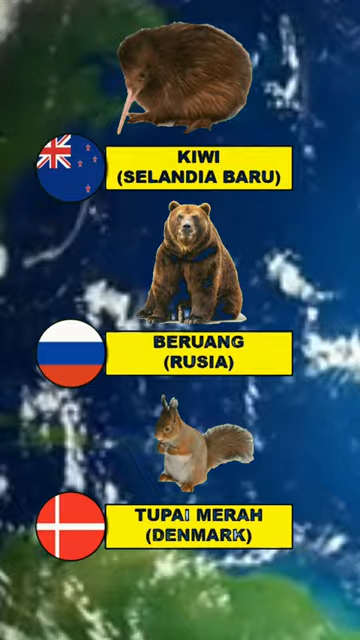 KIWI
(SELANDIA BARU)
BERUANG
(RUSIA)
TUPAI MERAH
(DENMARK)